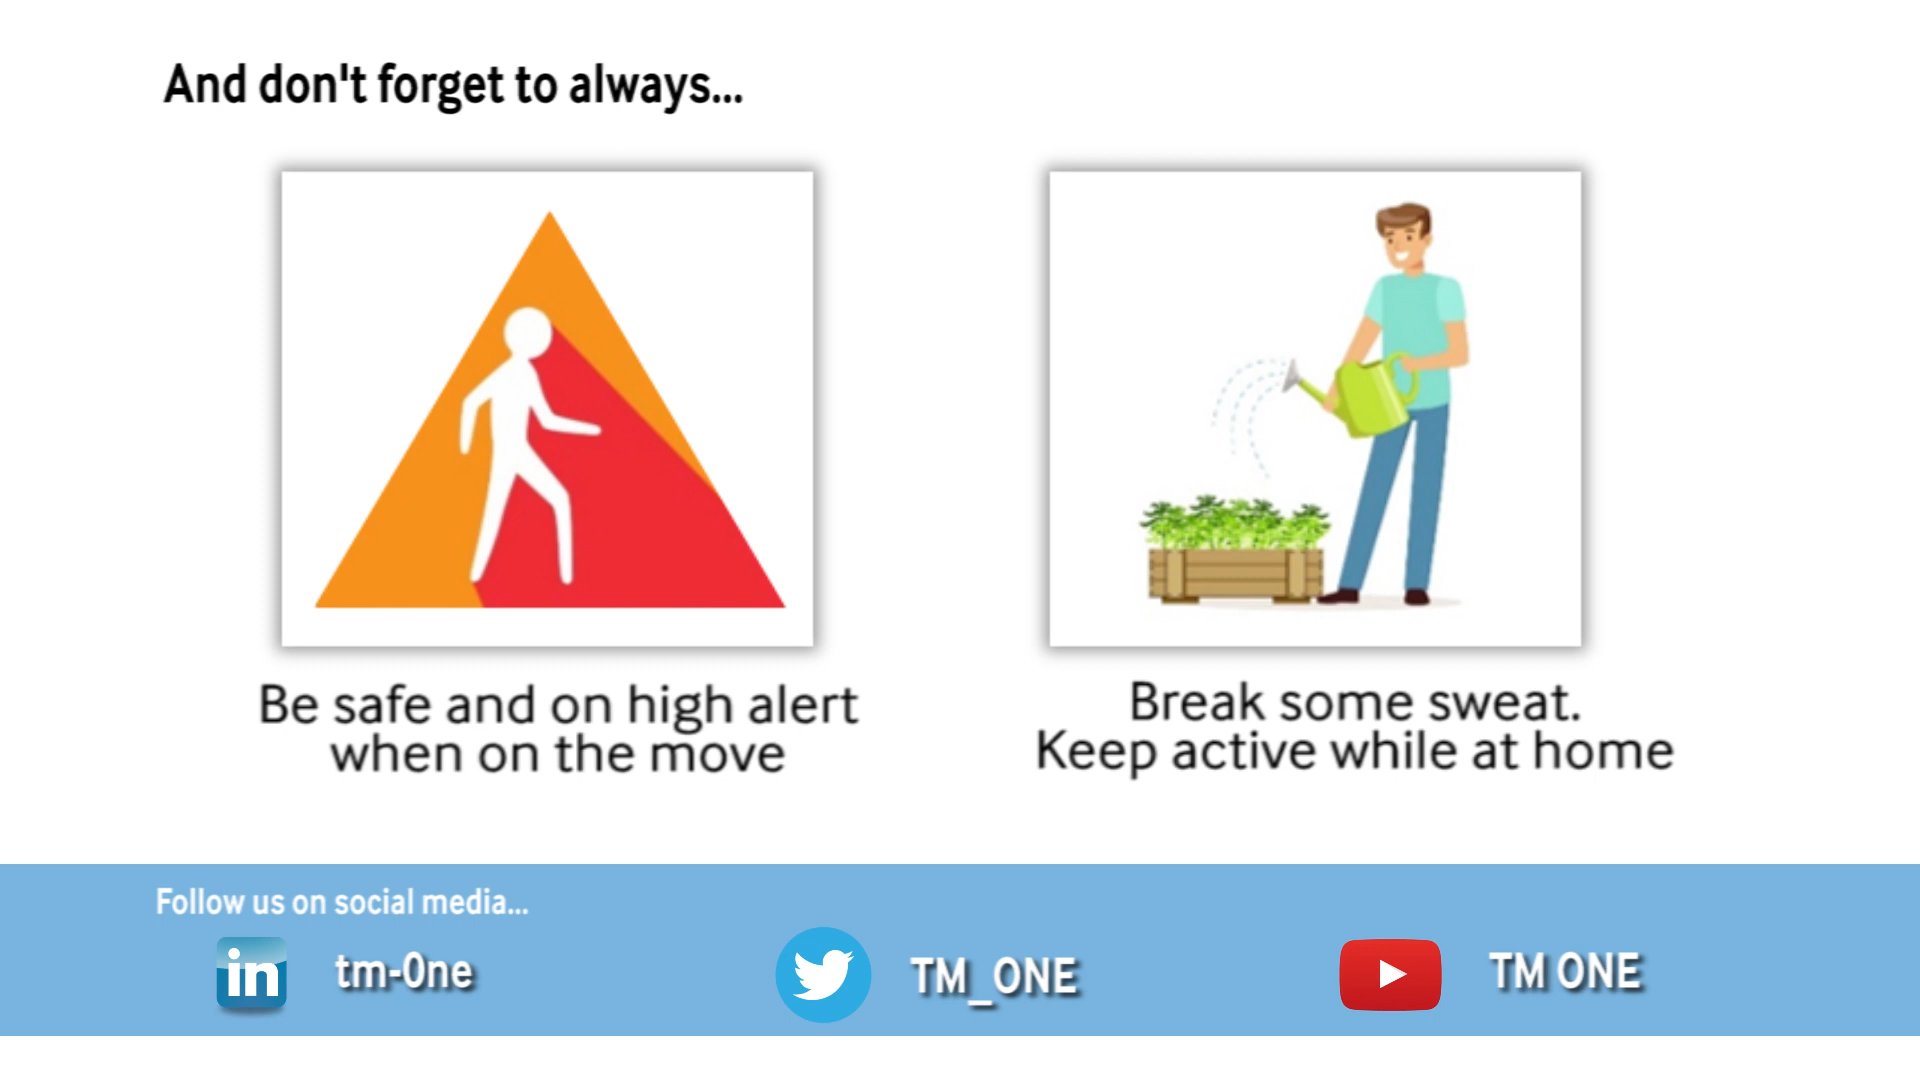 And don't forget to always...
Be safe and on high alert
when on the move
Break some sweat.
Keep active while at home
Follow us on social media...
in
tm-One
TM_ONE
TM ONE